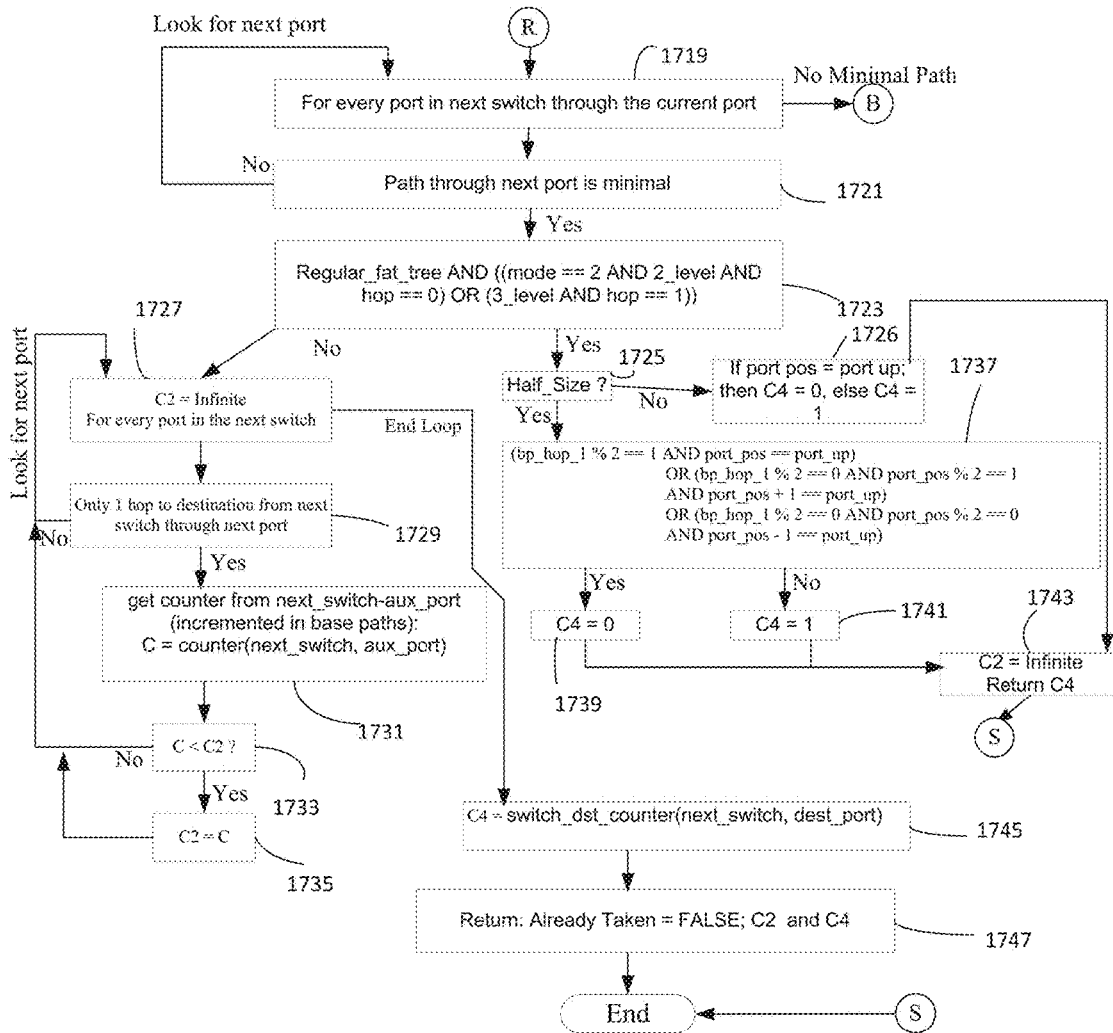 Look for next port
R
1719
No Minimal Path
For every port in next switch through the current port
B
No
Path through next port is minimal
1721
Yes
Regular_fat_tree AND ((mode == 2 AND 2_level AND
hop == 0) OR (3_level AND hop == 1))
1723
1727
No
Yes
1725
1726
Half_Size ?
No
If port pos = port up;
then C4 = 0, else C4 =
1
1737
Look for next port
C2 = Infinite
For every port in the next switch
End Loop
Yes
(bp_hop_1 % 2 == 1 AND port_pos == port_up)
OR (bp_hop_1 % 2 == 0 AND port_pos % 2 == 1
AND port_pos + 1 == port_up)
OR (bp_hop_1 % 2 == 0 AND port_pos % 2 == 0
AND port_pos - 1 == port_up)
Only 1 hop to destination from next
switch through next port
No
1729
Yes
Yes
No
get counter from next_switch-aux_port
(incremented in base paths):
C = counter(next_switch, aux_port)
C4 = 0
C4 = 1
1741
1743
C2 = Infinite
Return C4
1739
1731
S
C < C2 ?
No
1733
Yes
C2 = C
1735
C4 = switch_dst_counter(next_switch, dest_port)
1745
Return: Already Taken = FALSE; C2 and C4
1747
End
S